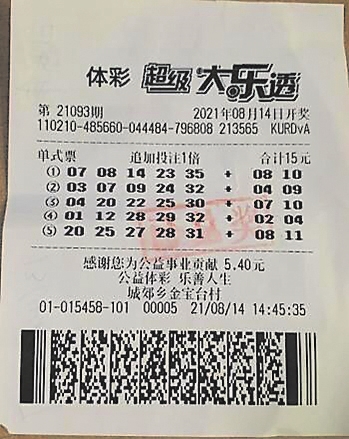 体彩 超级大乐透
第 21093期 2021年08月14日开奖
110210-485660-044484-796808 213565 KURDvA
单式票 追加投注1倍 合计15元
① 07 08 14 23 35 + 08 10
② 03 07 09 24 32 + 04 09
③ 04 20 22 25 30 + 07 10
④ 01 12 28 29 32 + 02 04
⑤ 20 25 27 28 31 + 08 11
感谢您为公益事业贡献 5.40元
公益体彩 乐善人生
城郊乡金宝台村
01-015458-101 00005 21/08/14 14:45:35